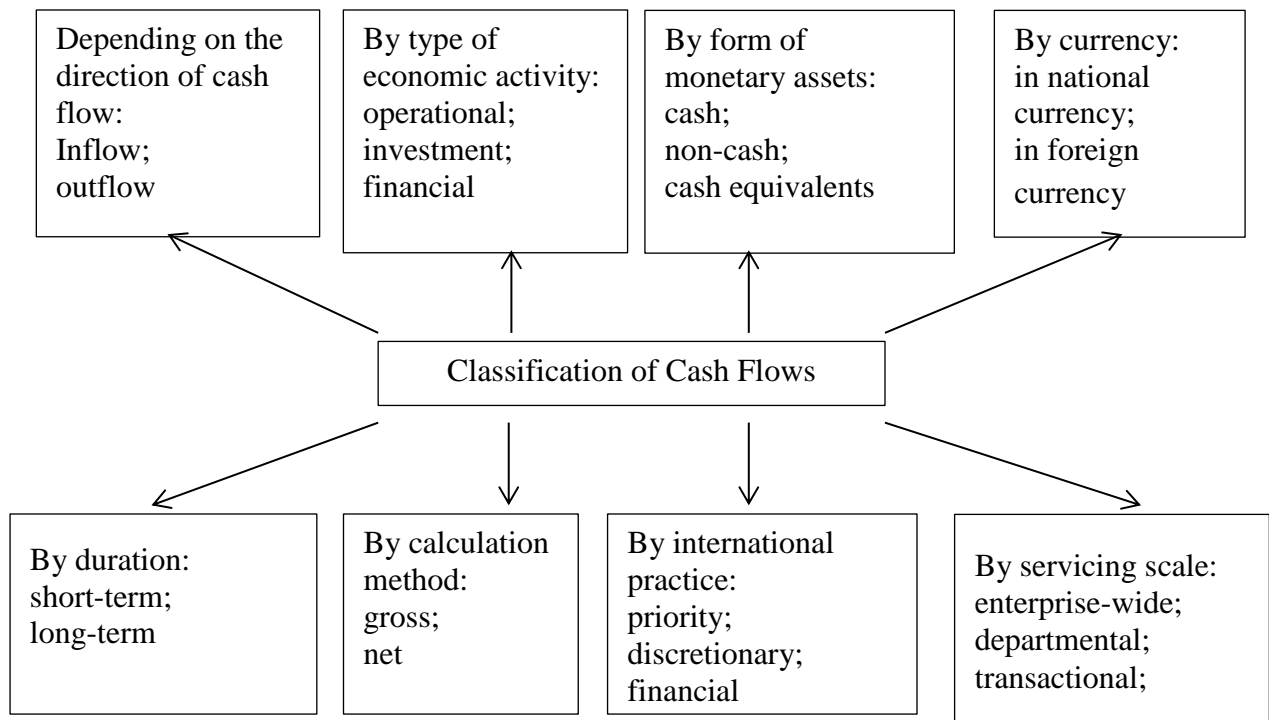 Depending on the
direction of cash
flow:
Inflow;
outflow
By type of
economic activity:
operational;
investment;
financial
By form of
monetary assets:
cash;
non-cash;
cash equivalents
By currency:
in national
currency;
in foreign
currency
Classification of Cash Flows
By duration:
short-term;
long-term
By calculation
method:
gross;
net
By international
practice:
priority;
discretionary;
financial
By servicing scale:
enterprise-wide;
departmental;
transactional;